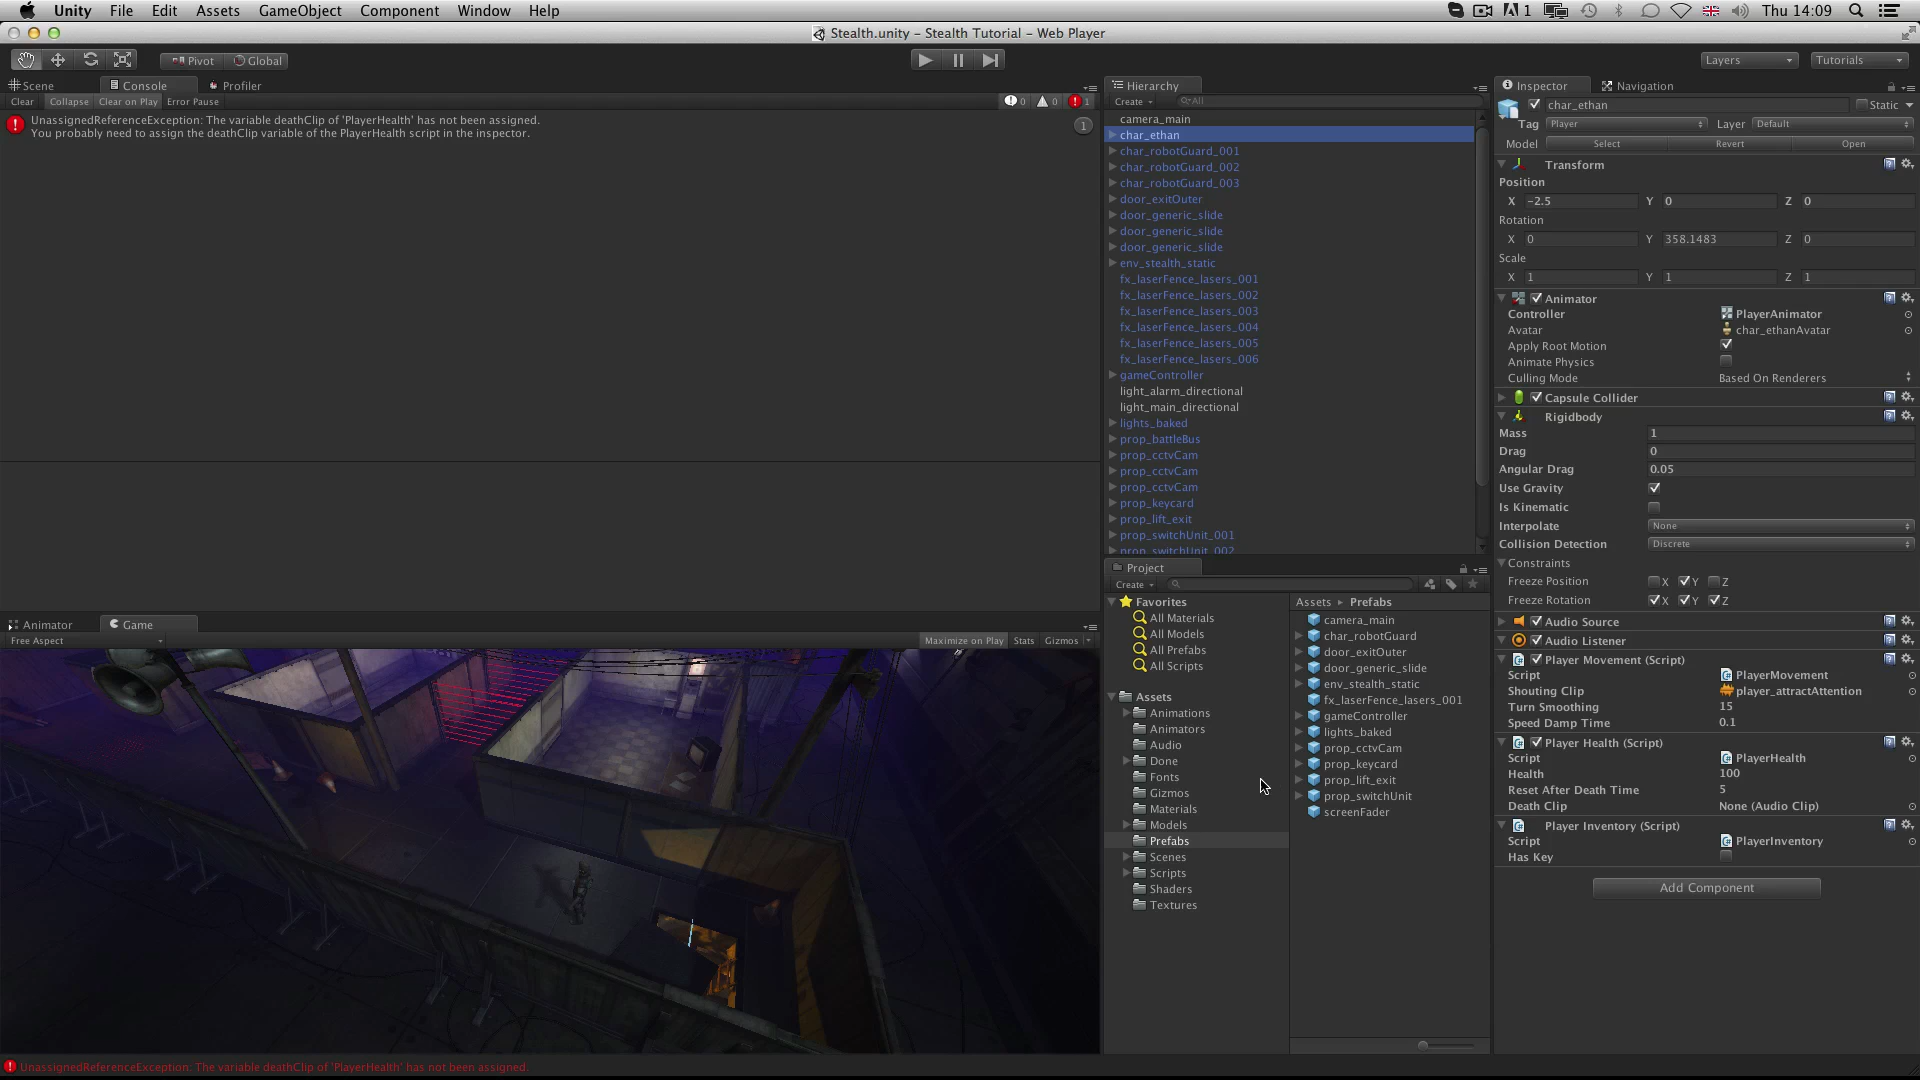 Unity File Edit Assets GameObject Component Window Help
1 Thu 14:09
Stealth.unity – Stealth Tutorial – Web Player
Pivot Global
Layers Tutorials
Scene Console Profiler
Clear Collapse Clear on Play Error Pause
0 0 1
UnassignedReferenceException: The variable deathClip of 'PlayerHealth' has not been assigned.
You probably need to assign the deathClip variable of the PlayerHealth script in the inspector.
1
Animator Game
Free Aspect
Maximize on Play Stats Gizmos
UnassignedReferenceException: The variable deathClip of 'PlayerHealth' has not been assigned.
Hierarchy
Create All
camera_main
char_ethan
char_robotGuard_001
char_robotGuard_002
char_robotGuard_003
door_exitOuter
door_generic_slide
door_generic_slide
door_generic_slide
env_stealth_static
fx_laserFence_lasers_001
fx_laserFence_lasers_002
fx_laserFence_lasers_003
fx_laserFence_lasers_004
fx_laserFence_lasers_005
fx_laserFence_lasers_006
gameController
light_alarm_directional
light_main_directional
lights_baked
prop_battleBus
prop_cctvCam
prop_cctvCam
prop_cctvCam
prop_keycard
prop_lift_exit
prop_switchUnit_001
prop_switchUnit_002
Project
Create
Favorites
All Materials
All Models
All Prefabs
All Scripts
Assets
Animations
Animators
Audio
Done
Fonts
Gizmos
Materials
Models
Prefabs
Scenes
Scripts
Shaders
Textures
Assets Prefabs
camera_main
char_robotGuard
door_exitOuter
door_generic_slide
env_stealth_static
fx_laserFence_lasers_001
gameController
lights_baked
prop_cctvCam
prop_keycard
prop_lift_exit
prop_switchUnit
screenFader
Inspector Navigation
char_ethan Static
Tag Player Layer Default
Model Select Revert Open
Transform
Position
X -2.5 Y 0 Z 0
Rotation
X 0 Y 358.1483 Z 0
Scale
X 1 Y 1 Z 1
Animator
Controller PlayerAnimator
Avatar char_ethanAvatar
Apply Root Motion
Animate Physics
Culling Mode Based On Renderers
Capsule Collider
Rigidbody
Mass 1
Drag 0
Angular Drag 0.05
Use Gravity
Is Kinematic
Interpolate None
Collision Detection Discrete
Constraints
Freeze Position X Y Z
Freeze Rotation X Y Z
Audio Source
Audio Listener
Player Movement (Script)
Script PlayerMovement
Shouting Clip player_attractAttention
Turn Smoothing 15
Speed Damp Time 0.1
Player Health (Script)
Script PlayerHealth
Health 100
Reset After Death Time 5
Death Clip None (Audio Clip)
Player Inventory (Script)
Script PlayerInventory
Has Key
Add Component